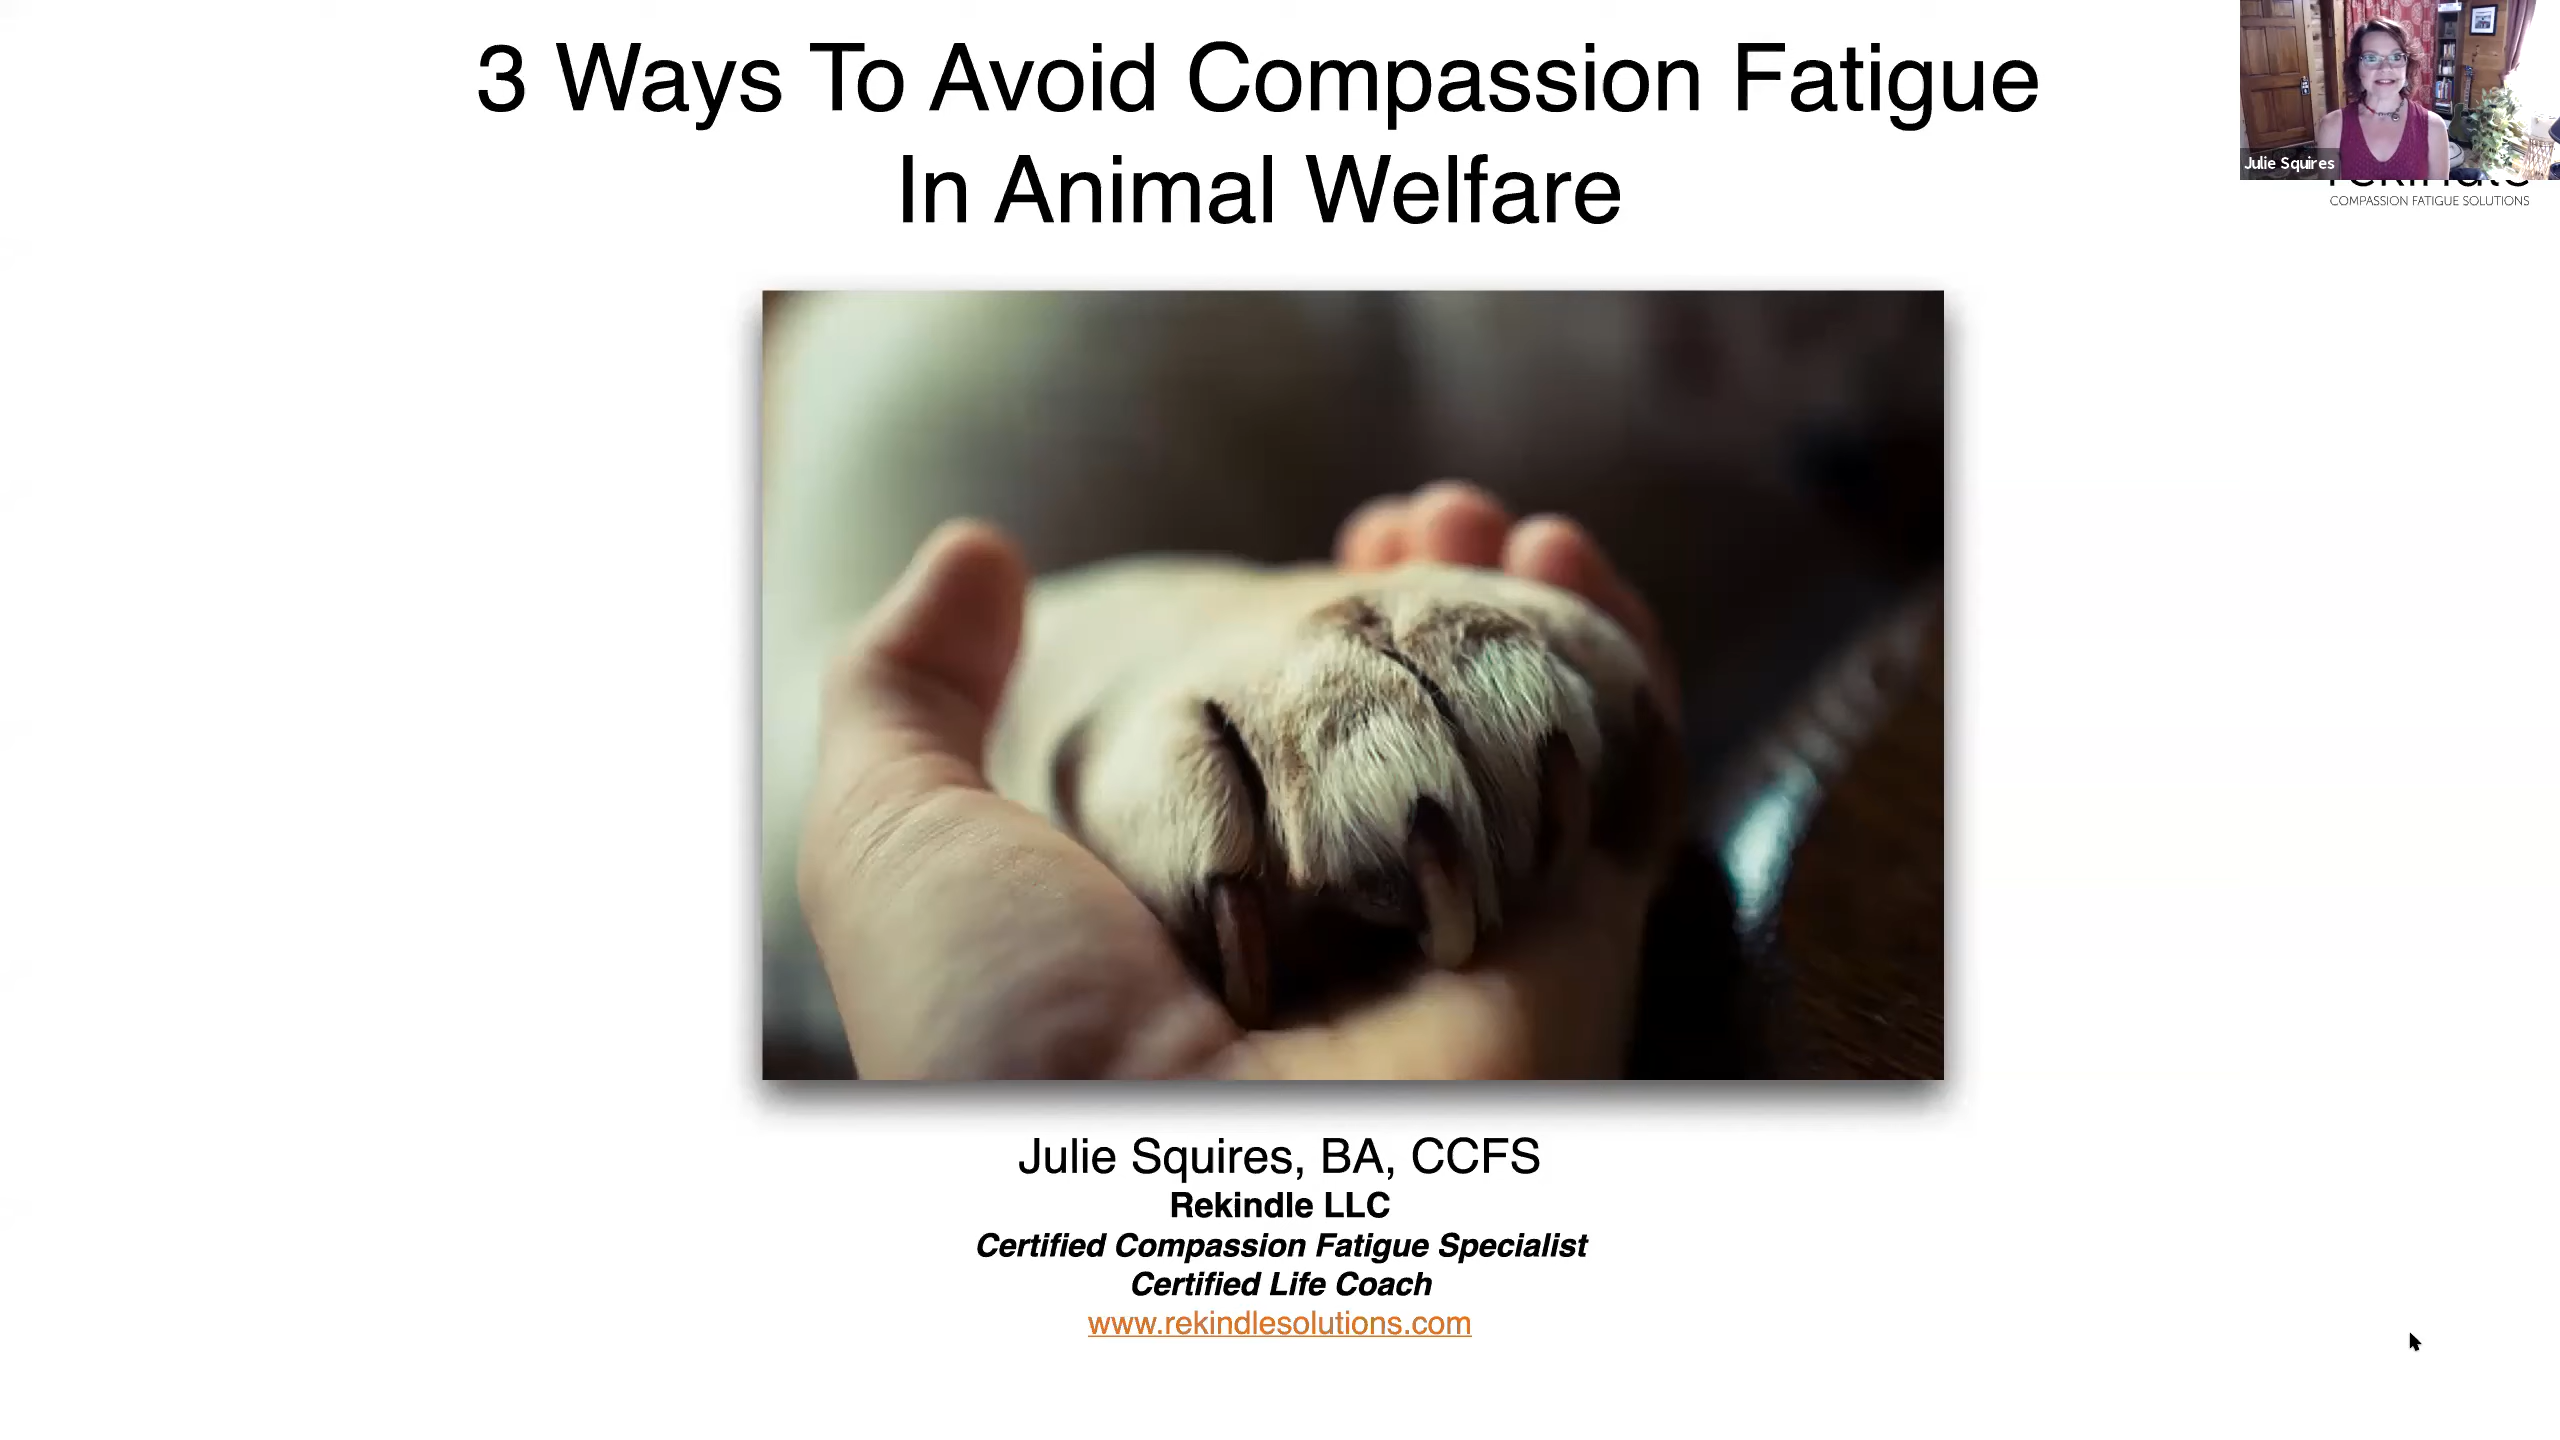 3 Ways To Avoid Compassion Fatigue
In Animal Welfare
Julie Squires
COMPASSION FATIGUE SOLUTIONS
Julie Squires, BA, CCFS
Rekindle LLC
Certified Compassion Fatigue Specialist
Certified Life Coach
www.rekindlesolutions.com